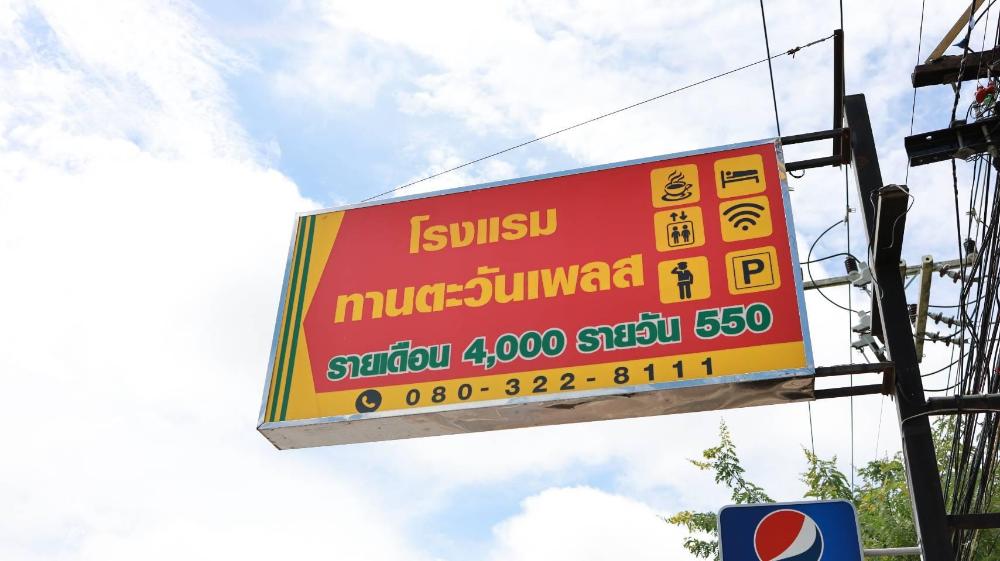 โรงแรม
ทานตะวันเพลส
รายเดือน 4,000 รายวัน 550
080-322-8111
P